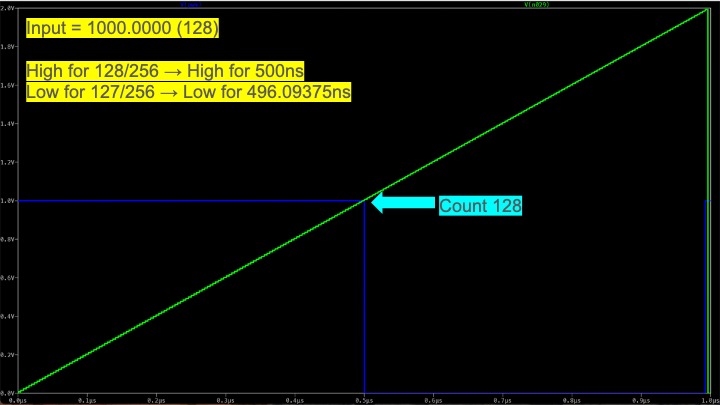 V(n029)
2.0V
Input = 1000.0000 (128)
1.8V
High for 128/256 → High for 500ns
1.6V
Low for 127/256 → Low for 496.09375ns
1.4V
1.2V
1.0V
Count 128
0.8V
0.6V
0.4V
0.2V
0.0V
0.0µs 0.1µs 0.2µs 0.3µs 0.4µs 0.5µs 0.6µs 0.7µs 0.8µs 0.9µs 1.0µs